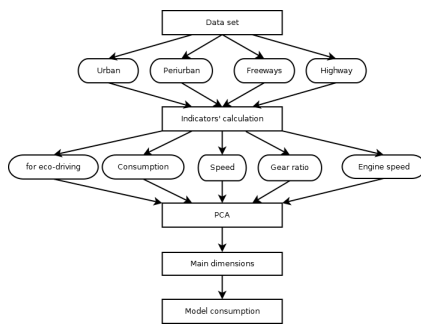 Data set
Urban
Periurban
Freeways
Highway
Indicators' calculation
for eco-driving
Consumption
Speed
Gear ratio
Engine speed
PCA
Main dimensions
Model consumption